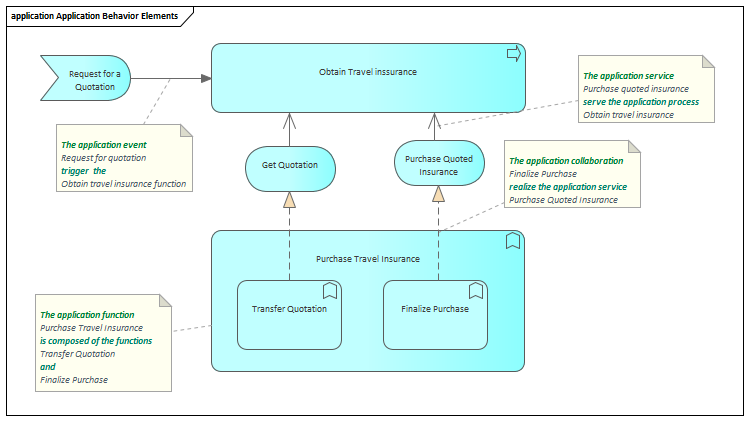 application Application Behavior Elements
Request for a
Quotation
Obtain Travel inssurance
The application service
Purchase quoted insurance
serve the application process
Obtain travel insurance
The application event
Request for quotation
trigger the
Obtain travel insurance function
Get Quotation
Purchase Quoted
Insurance
The application collaboration
Finalize Purchase
realize the application service
Purchase Quoted Insurance
Purchase Travel Insurance
Transfer Quotation
Finalize Purchase
The application function
Purchase Travel Insurance
is composed of the functions
Transfer Quotation
and
Finalize Purchase